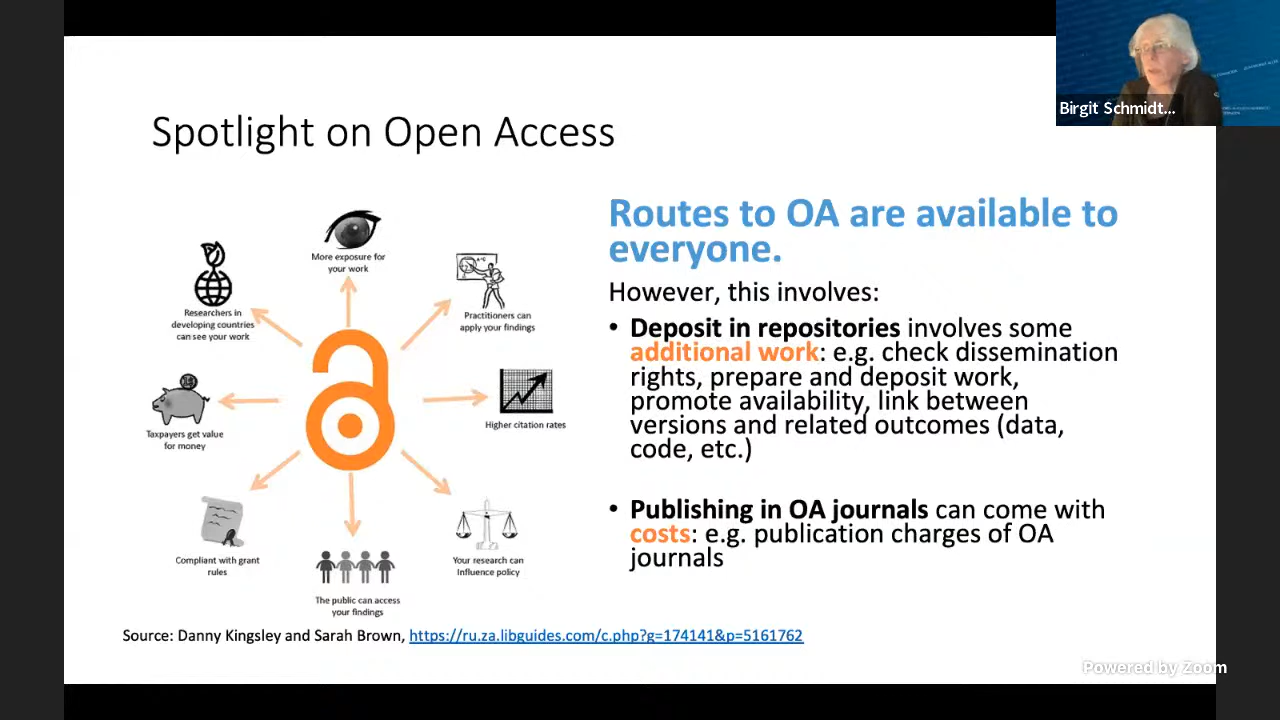 Birgit Schmidt...
Spotlight on Open Access
More exposure for
your work
Researchers in
developing countries
can see your work
Practitioners can
apply your findings
Taxpayers get value
for money
Higher citation rates
Compliant with grant
rules
Your research can
influence policy
The public can access
your findings
Routes to OA are available to
everyone.
However, this involves:
• Deposit in repositories involves some
additional work: e.g. check dissemination
rights, prepare and deposit work,
promote availability, link between
versions and related outcomes (data,
code, etc.)
• Publishing in OA journals can come with
costs: e.g. publication charges of OA
journals
Source: Danny Kingsley and Sarah Brown, https://ru.za.libguides.com/c.php?g=174141&p=5161762
Powered by Zoom